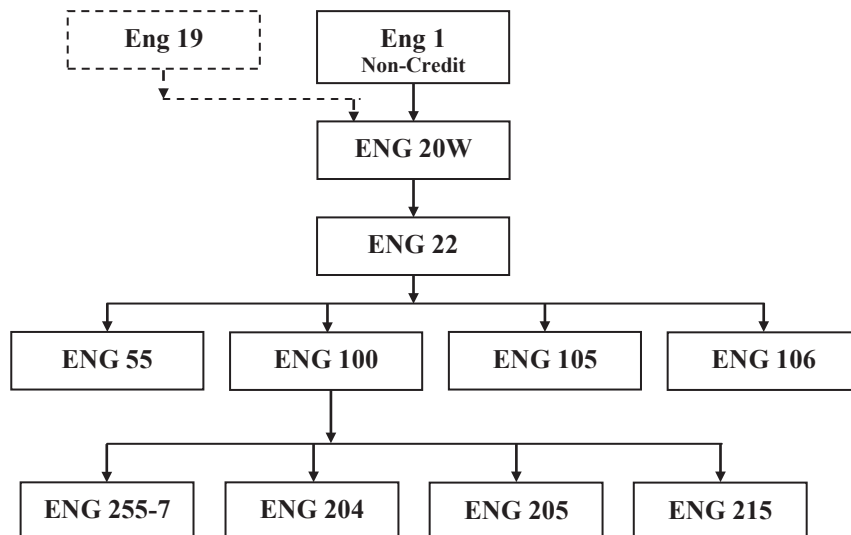 Eng 19
Eng 1
Non-Credit
ENG 20W
ENG 22
ENG 55
ENG 100
ENG 105
ENG 106
ENG 255-7
ENG 204
ENG 205
ENG 215